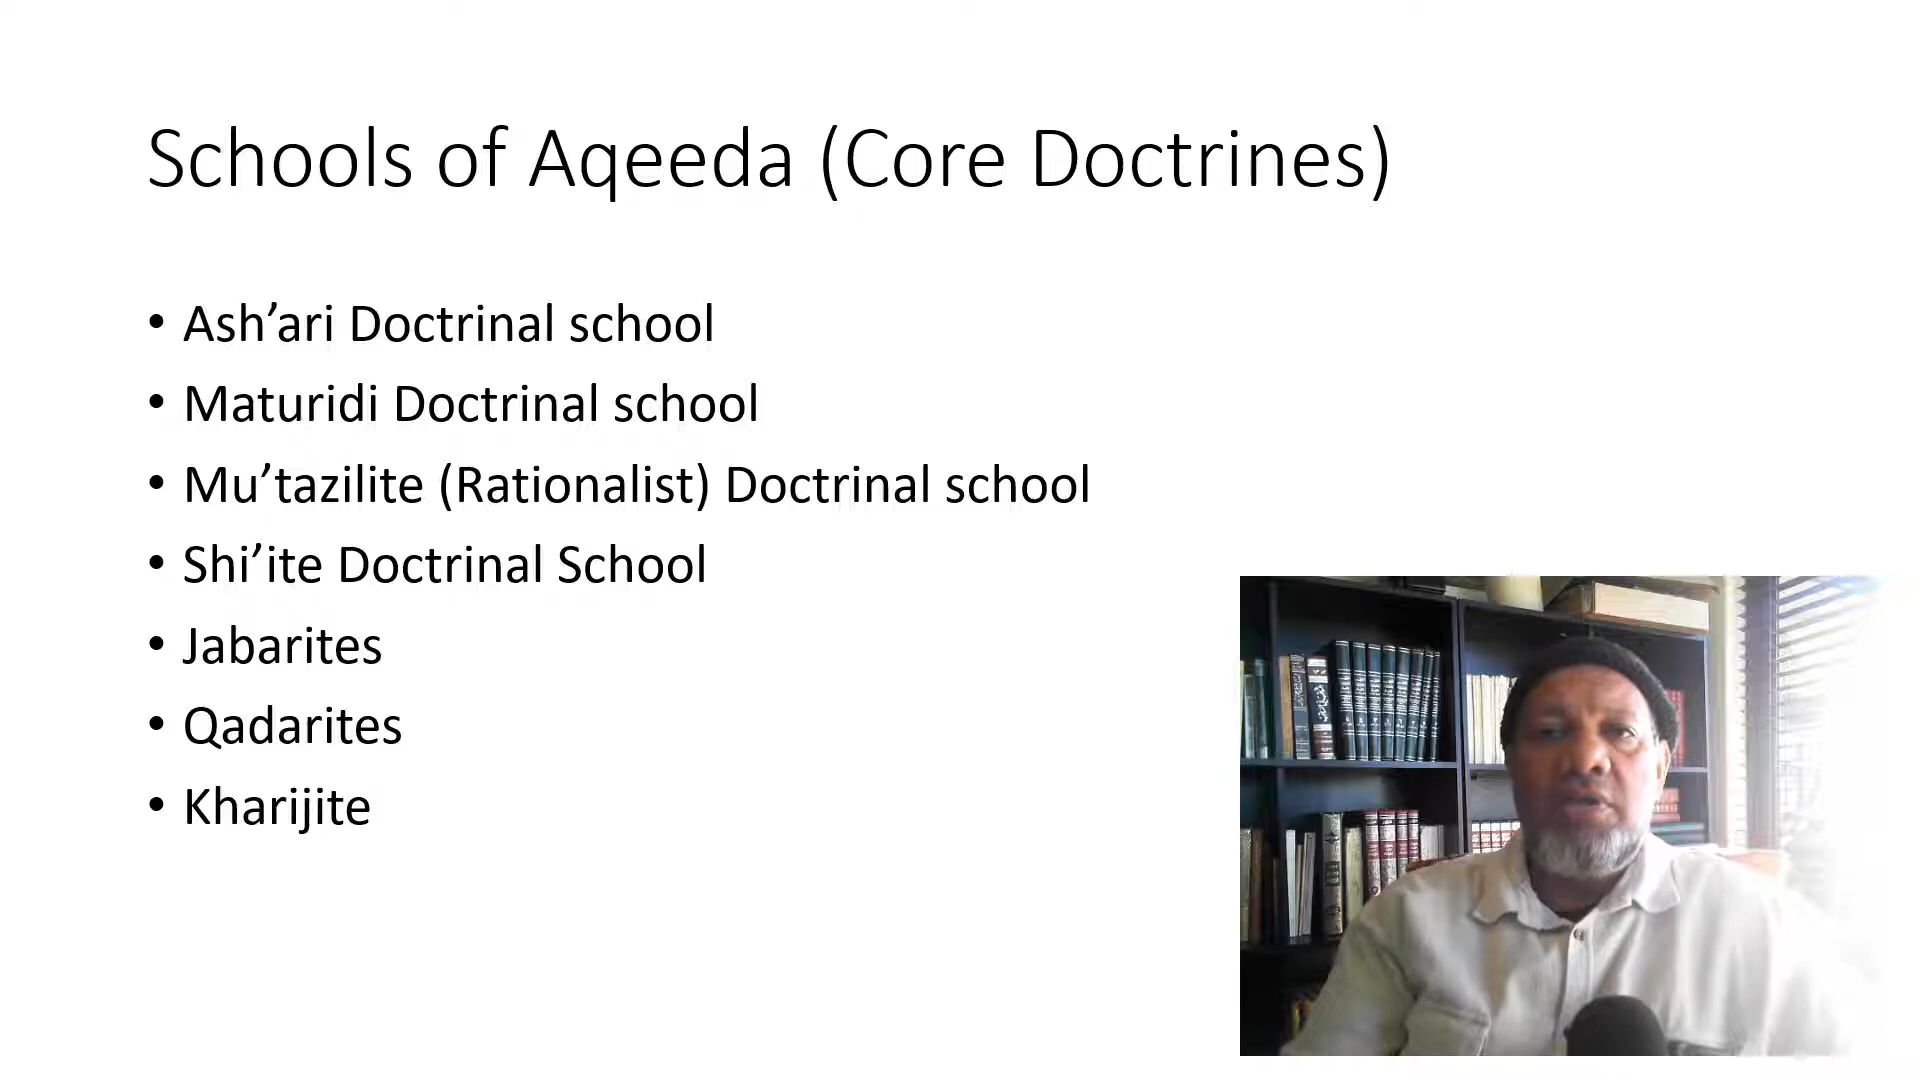 Schools of Aqeeda (Core Doctrines)
• Ash’ari Doctrinal school
• Maturidi Doctrinal school
• Mu’tazilite (Rationalist) Doctrinal school
• Shi’ite Doctrinal School
• Jabarites
• Qadarites
• Kharijite